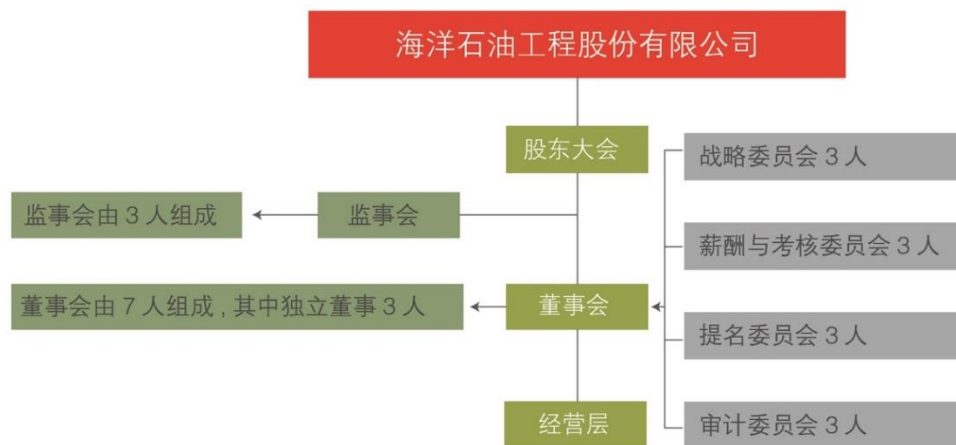 海洋石油工程股份有限公司
股东大会
战略委员会 3 人
监事会由 3 人组成
监事会
薪酬与考核委员会 3 人
董事会由 7 人组成 , 其中独立董事 3 人
董事会
提名委员会 3 人
经营层
审计委员会 3 人